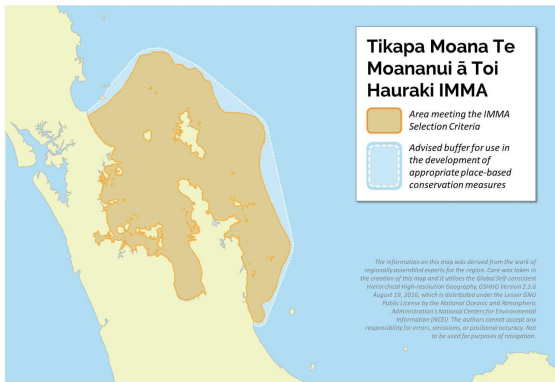 Tikapa Moana Te
Moananui ā Toi
Hauraki IMMA
Area meeting the IMMA
Selection Criteria
Advised buffer for use in
the development of
appropriate place-based
conservation measures
The information on this map was derived from the work of
regionally assembled experts for the region. Care was taken in
the creation of this map and it utilises the Global Self-consistent
Hierarchical High-resolution Geography, GSHHG Version 2.3.6
August 19, 2016, which is distributed under the Lesser GNU
Public License by the National Oceanic and Atmospheric
Administration's National Centers for Environmental
Information (NCEI). The authors cannot accept any
responsibility for errors, omissions, or positional accuracy. Not
to be used for purposes of navigation.